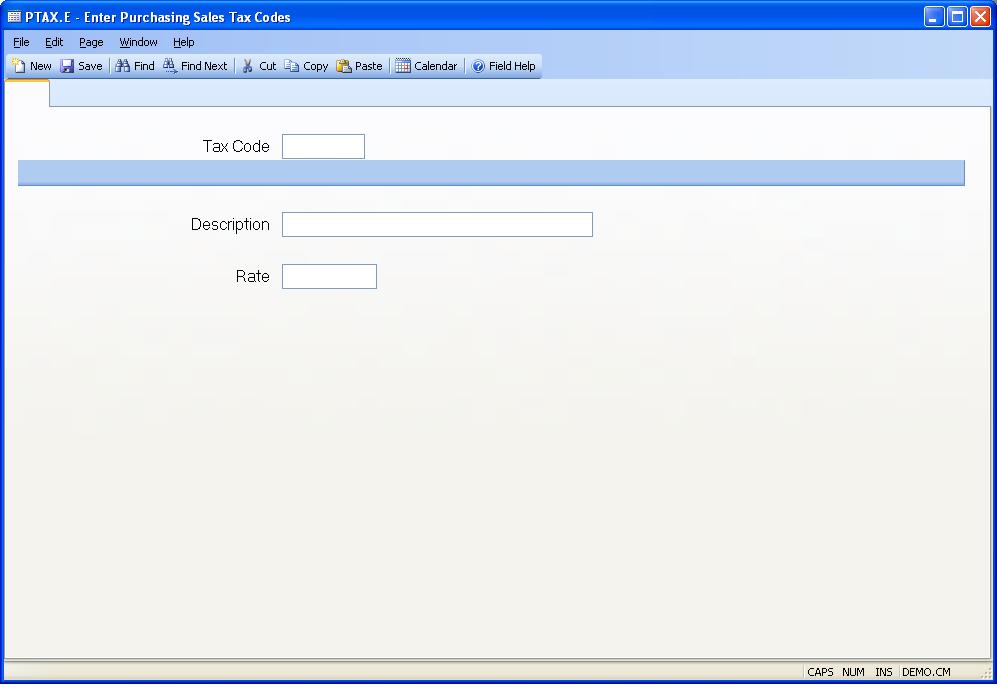 PTAX.E - Enter Purchasing Sales Tax Codes
File Edit Page Window Help
New Save Find Find Next Cut Copy Paste Calendar Field Help
Tax Code
Description
Rate
CAPS NUM INS DEMO.CM